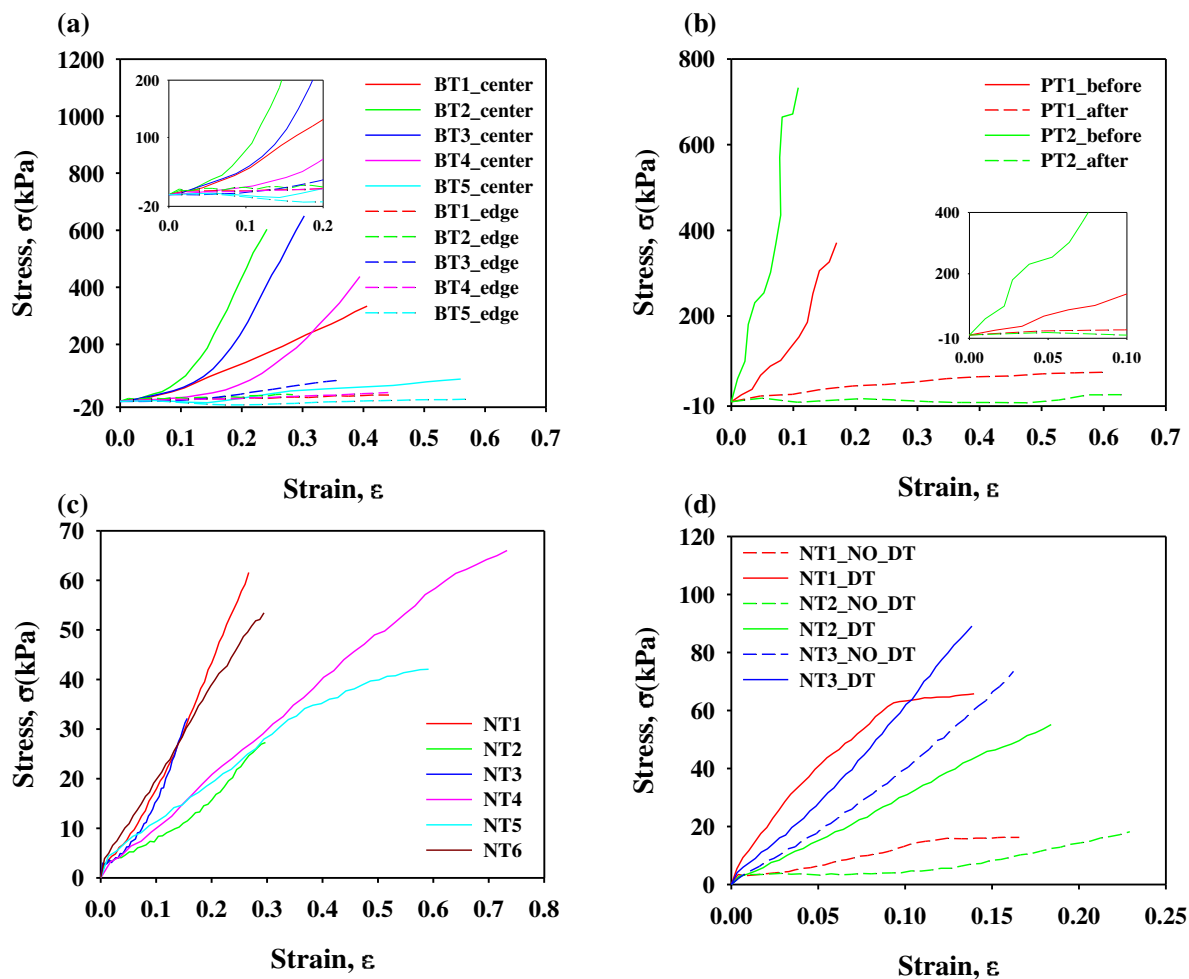 (a)
1200
1000
800
600
400
200
-20
0.0 0.1 0.2 0.3 0.4 0.5 0.6 0.7
Stress, σ(kPa)
Strain, ε
200
100
-20
0.0 0.1 0.2
BT1_center
BT2_center
BT3_center
BT4_center
BT5_center
BT1_edge
BT2_edge
BT3_edge
BT4_edge
BT5_edge
(b)
800
600
400
200
-10
0.0 0.1 0.2 0.3 0.4 0.5 0.6 0.7
Stress, σ(kPa)
Strain, ε
PT1_before
PT1_after
PT2_before
PT2_after
400
200
-10
0.00 0.05 0.10
(c)
70
60
50
40
30
20
10
0
0.0 0.1 0.2 0.3 0.4 0.5 0.6 0.7 0.8
Stress, σ(kPa)
Strain, ε
NT1
NT2
NT3
NT4
NT5
NT6
(d)
120
100
80
60
40
20
0
0.00 0.05 0.10 0.15 0.20 0.25
Stress, σ(kPa)
Strain, ε
NT1_NO_DT
NT1_DT
NT2_NO_DT
NT2_DT
NT3_NO_DT
NT3_DT